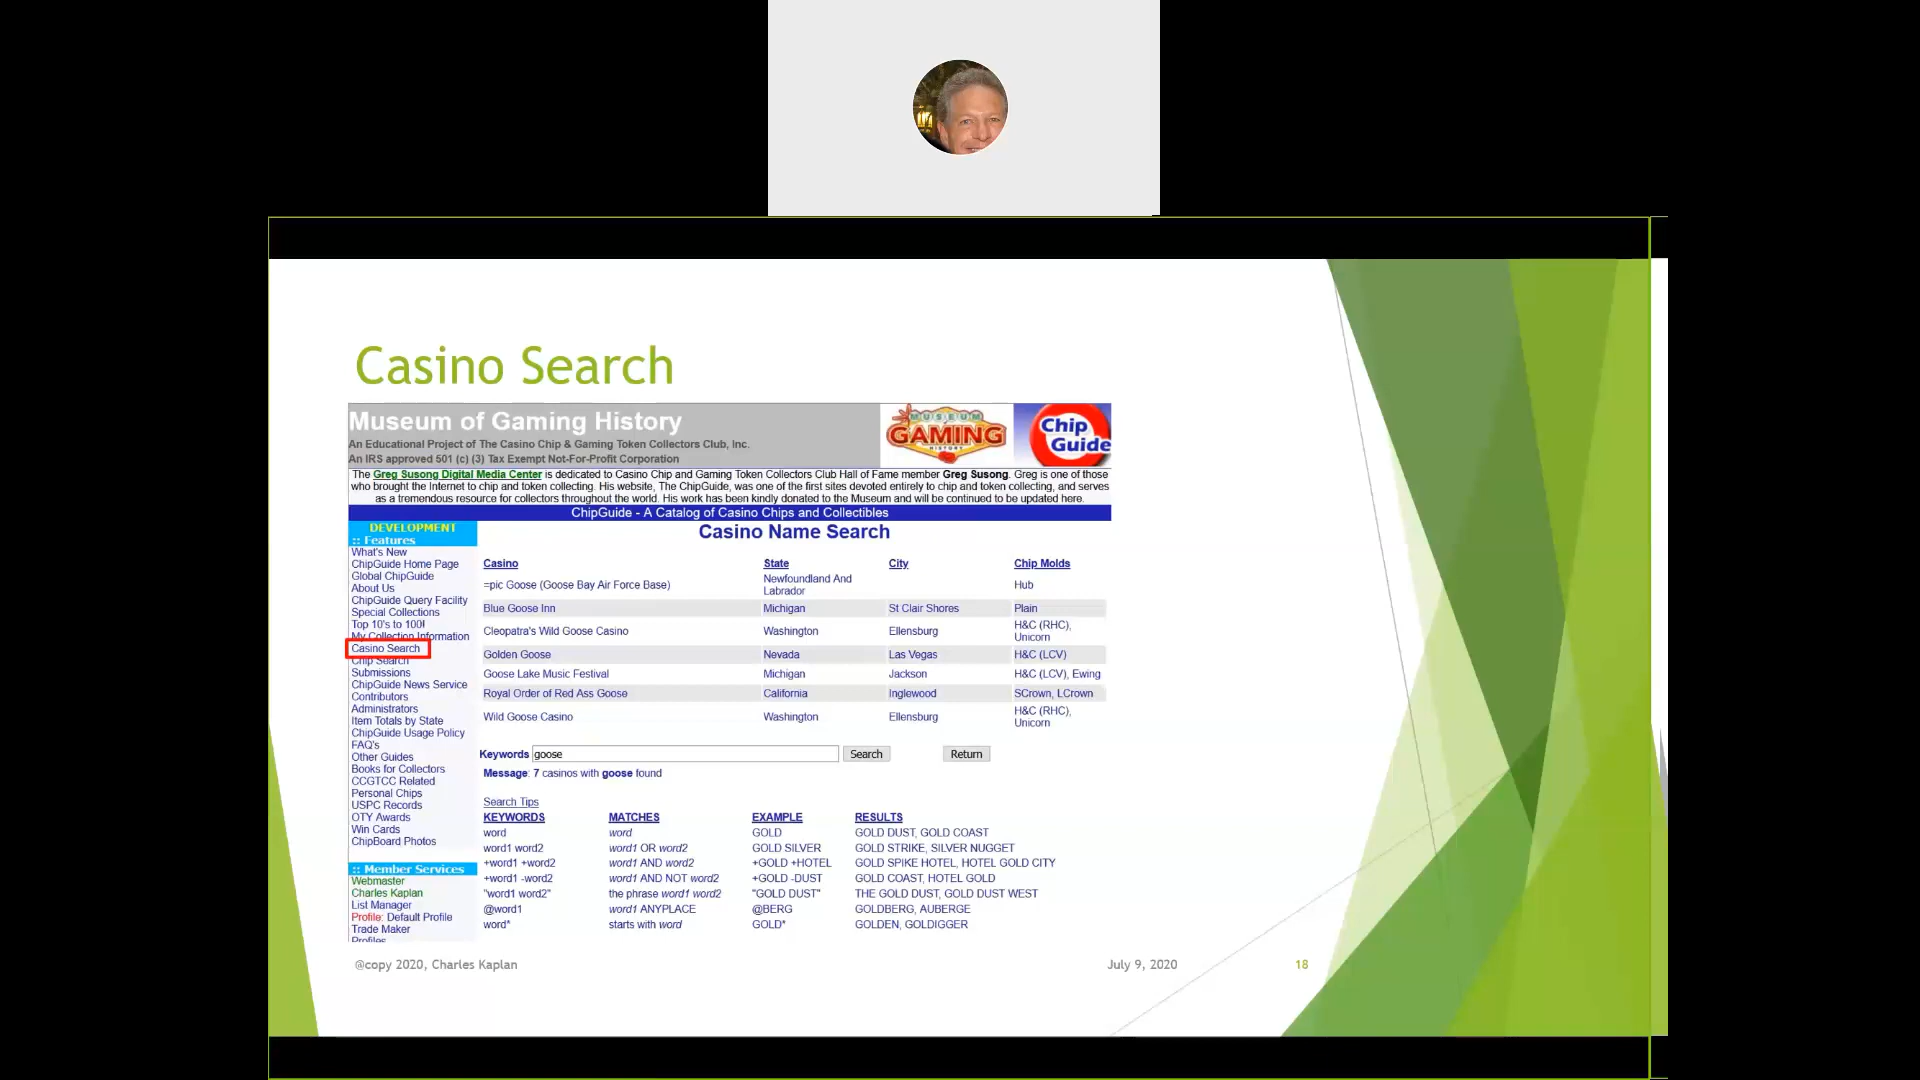 Casino Search
Museum of Gaming History
An Educational Project of The Casino Chip & Gaming Token Collectors Club, Inc.
An IRS approved 501 (c) (3) Tax Exempt Not-For-Profit Corporation
MUSEUM
GAMING
HISTORY
Chip
Guide
The Greg Susong Digital Media Center is dedicated to Casino Chip and Gaming Token Collectors Club Hall of Fame member Greg Susong. Greg is one of those
who brought the Internet to chip and token collecting. His website, The ChipGuide, was one of the first sites devoted entirely to chip and token collecting, and serves
as a tremendous resource for collectors throughout the world. His work has been kindly donated to the Museum and will be continued to be updated here.
ChipGuide - A Catalog of Casino Chips and Collectibles
DEVELOPMENT
:: Features
What's New
ChipGuide Home Page
Global ChipGuide
About Us
ChipGuide Query Facility
Special Collections
Top 10's to 100!
My Collection Information
Casino Search
Chip Search
Submissions
ChipGuide News Service
Contributors
Administrators
Item Totals by State
ChipGuide Usage Policy
FAQ's
Other Guides
Books for Collectors
CCGTCC Related
Personal Chips
USPC Records
OTY Awards
Win Cards
ChipBoard Photos
:: Member Services
Webmaster
Charles Kaplan
List Manager
Profile: Default Profile
Trade Maker
Profiles
Casino Name Search
Casino State City Chip Molds
=pic Goose (Goose Bay Air Force Base) Newfoundland And Labrador Hub
Blue Goose Inn Michigan St Clair Shores Plain
Cleopatra's Wild Goose Casino Washington Ellensburg H&C (RHC), Unicorn
Golden Goose Nevada Las Vegas H&C (LCV)
Goose Lake Music Festival Michigan Jackson H&C (LCV), Ewing
Royal Order of Red Ass Goose California Inglewood SCrown, LCrown
Wild Goose Casino Washington Ellensburg H&C (RHC), Unicorn
Keywords goose Search Return
Message: 7 casinos with goose found
Search Tips
KEYWORDS MATCHES EXAMPLE RESULTS
word word GOLD GOLD DUST, GOLD COAST
word1 word2 word1 OR word2 GOLD SILVER GOLD STRIKE, SILVER NUGGET
+word1 +word2 word1 AND word2 +GOLD +HOTEL GOLD SPIKE HOTEL, HOTEL GOLD CITY
+word1 -word2 word1 AND NOT word2 +GOLD -DUST GOLD COAST, HOTEL GOLD
"word1 word2" the phrase word1 word2 "GOLD DUST" THE GOLD DUST, GOLD DUST WEST
@word1 word1 ANYPLACE @BERG GOLDBERG, AUBERGE
word* starts with word GOLD* GOLDEN, GOLDIGGER
@copy 2020, Charles Kaplan July 9, 2020 18